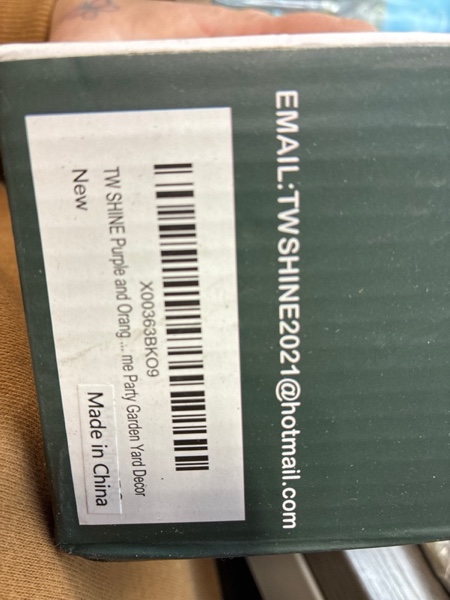 EMAIL:TWSHINE2021@hotmail.com
X00363BKO9
TW SHINE Purple and Orang ... me Party Garden Yard Decor
New
Made in China